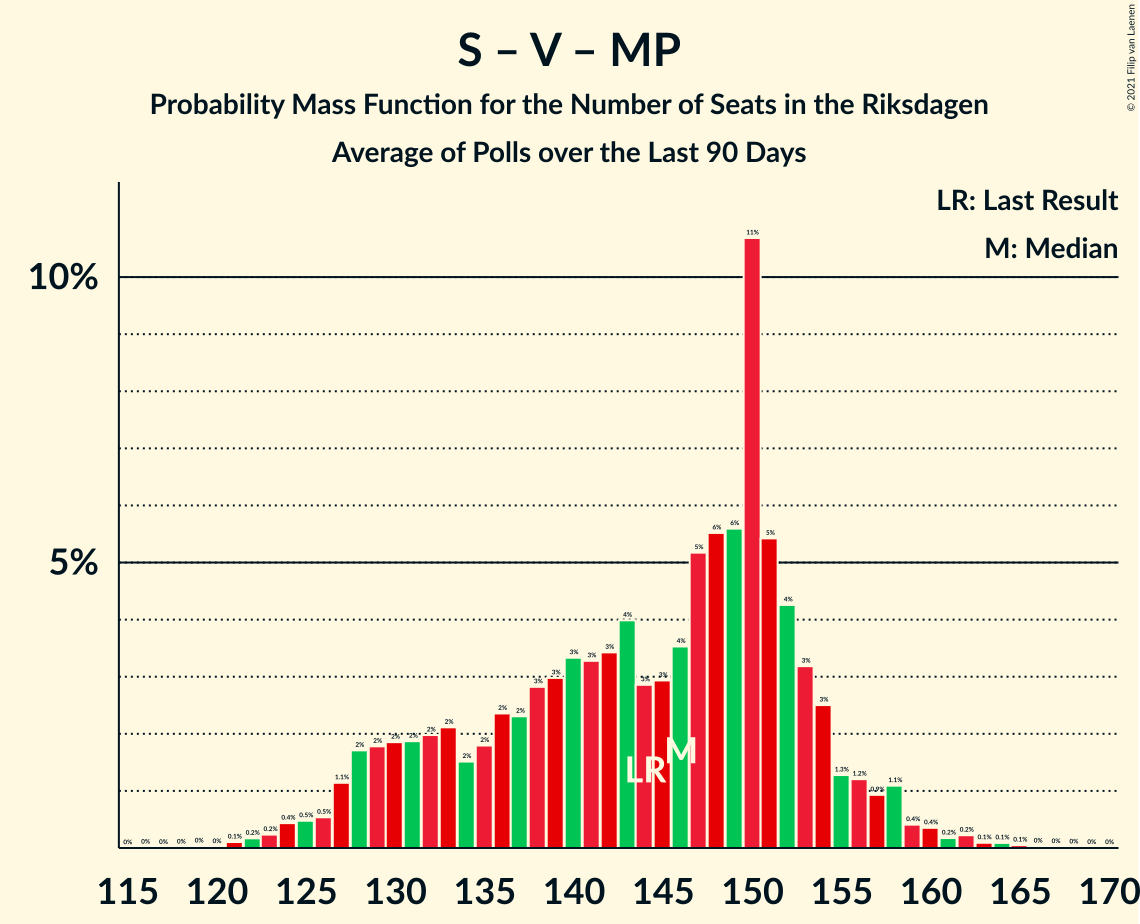 S – V – MP
Probability Mass Function for the Number of Seats in the Riksdagen
Average of Polls over the Last 90 Days
© 2021 Filip van Laenen
LR: Last Result
M: Median
10%
5%
0% 0% 0% 0% 0% 0% 0.1% 0.2% 0.2% 0.4% 0.5% 0.5% 1.1% 2% 2% 2% 2% 2% 2% 2% 2% 2% 2% 3% 3% 3% 3% 3% 4% 3% 3% 4% 5% 6% 6% 11% 5% 4% 3% 3% 1.3% 1.2% 0.9% 1.1% 0.4% 0.4% 0.2% 0.2% 0.1% 0.1% 0.1% 0% 0% 0% 0% 0%
LR
M
115 120 125 130 135 140 145 150 155 160 165 170